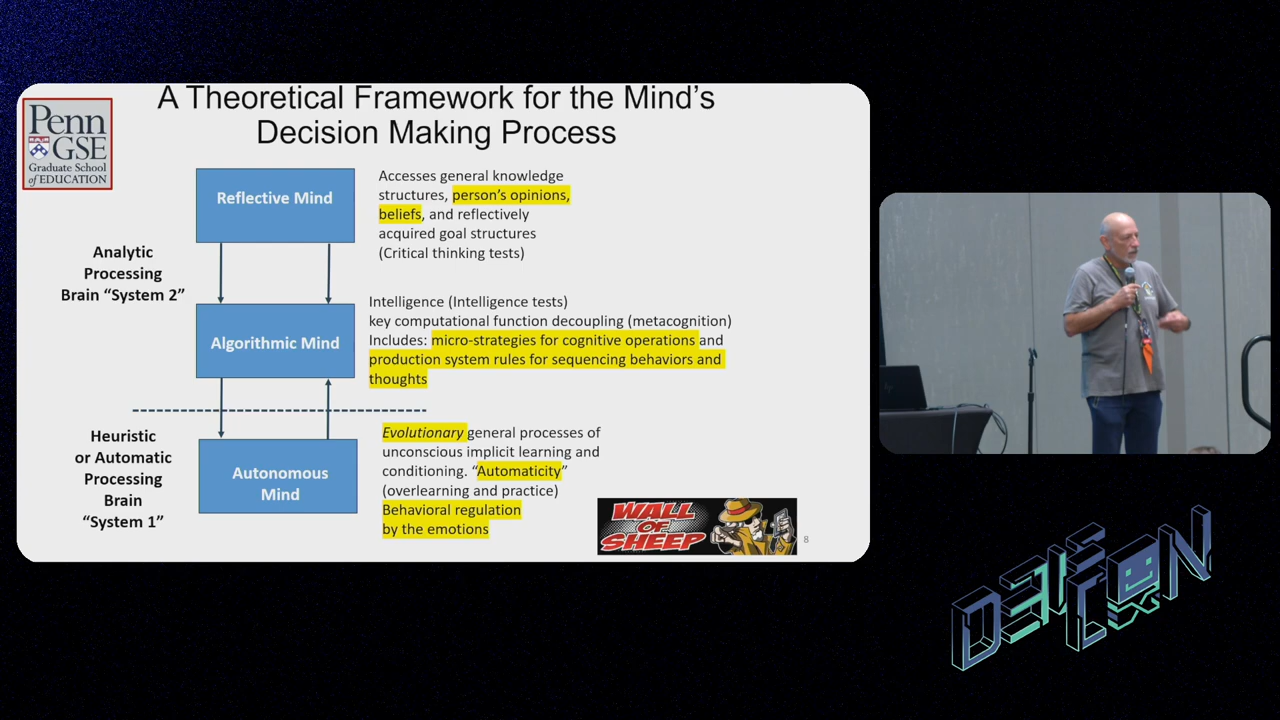 A Theoretical Framework for the Mind's
Decision Making Process
Penn
GSE
Graduate School
of EDUCATION
Reflective Mind
Accesses general knowledge
structures, person's opinions,
beliefs, and reflectively
acquired goal structures
(Critical thinking tests)
Analytic
Processing
Brain "System 2"
Algorithmic Mind
Intelligence (Intelligence tests)
key computational function decoupling (metacognition)
Includes: micro-strategies for cognitive operations and
production system rules for sequencing behaviors and
thoughts
Heuristic
or Automatic
Processing
Brain
"System 1"
Autonomous
Mind
Evolutionary general processes of
unconscious implicit learning and
conditioning. "Automaticity"
(overlearning and practice)
Behavioral regulation
by the emotions
WALL
OF
SHEEP
8
DEF CON